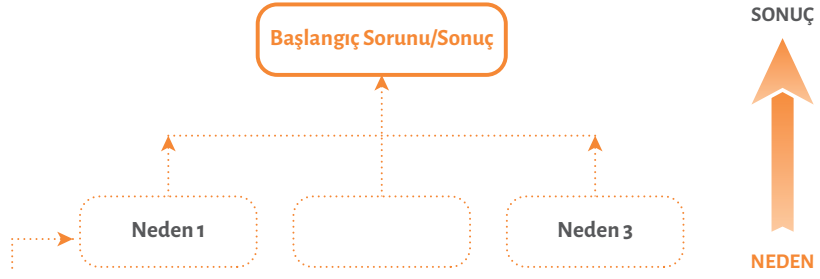 SONUÇ
Başlangıç Sorunu/Sonuç
Neden 1
Neden 3
NEDEN